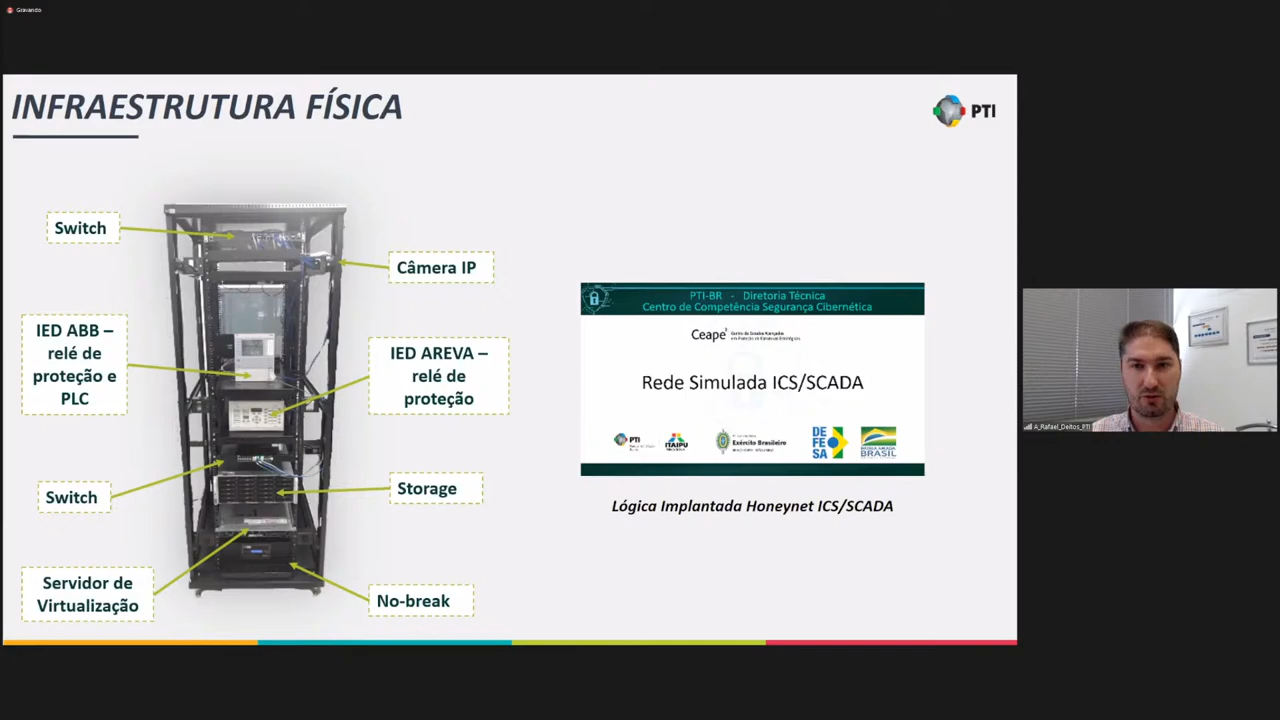 Gravando
INFRAESTRUTURA FÍSICA
PTI
Switch
Câmera IP
IED ABB –
relé de
proteção e
PLC
IED AREVA –
relé de
proteção
Switch
Storage
Servidor de
Virtualização
No-break
PTI-BR - Diretoria Técnica
Centro de Competência Segurança Cibernética
Ceape
Rede Simulada ICS/SCADA
PTI
ITAIPU
Exército Brasileiro
DE
FE
SA
PÁTRIA AMADA
BRASIL
Lógica Implantada Honeynet ICS/SCADA
A_Rafael_Deitos_PTI